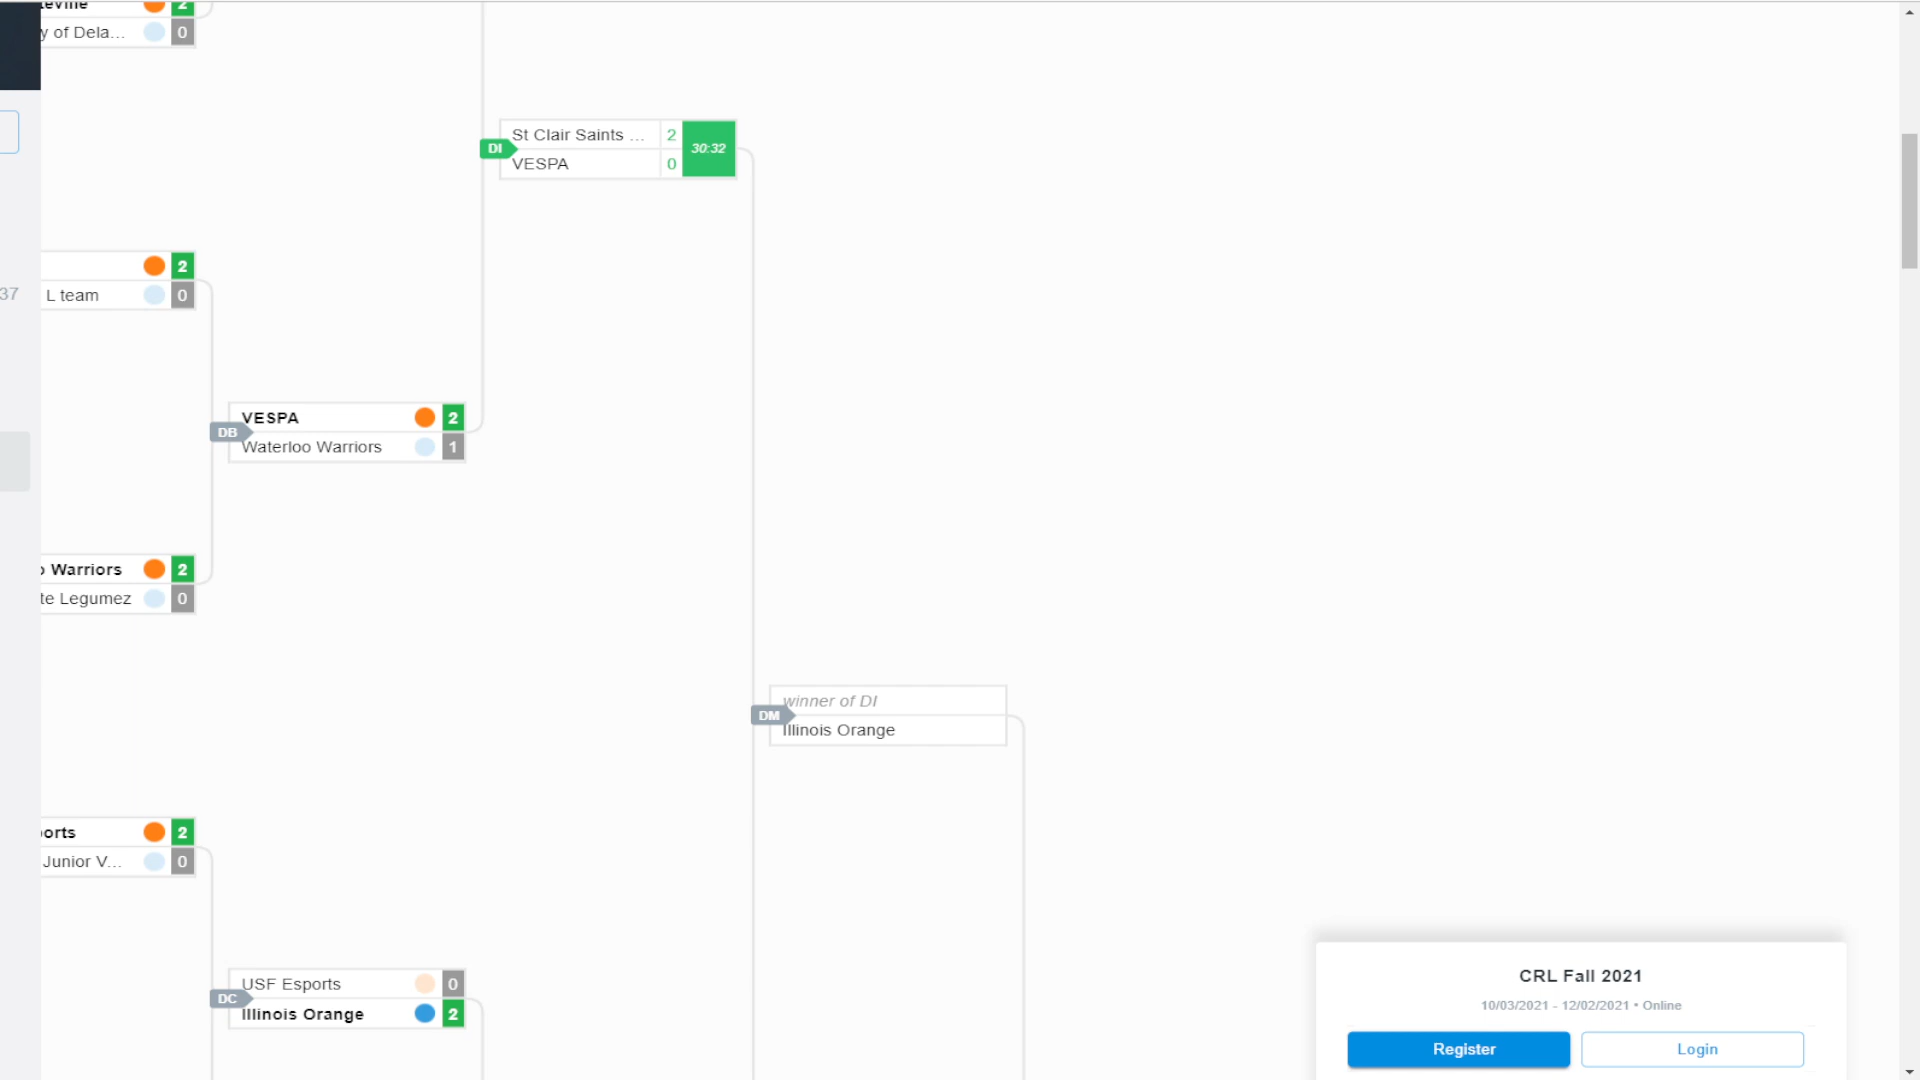 2
y of Dela... 0
St Clair Saints ... 2
DI 30:32
VESPA 0
2
L team 0
37
VESPA 2
DB
Waterloo Warriors 1
Warriors 2
te Legumez 0
winner of DI
DM
Illinois Orange
orts 2
Junior V... 0
USF Esports 0
DC
Illinois Orange 2
CRL Fall 2021
10/03/2021 - 12/02/2021 • Online
Register Login